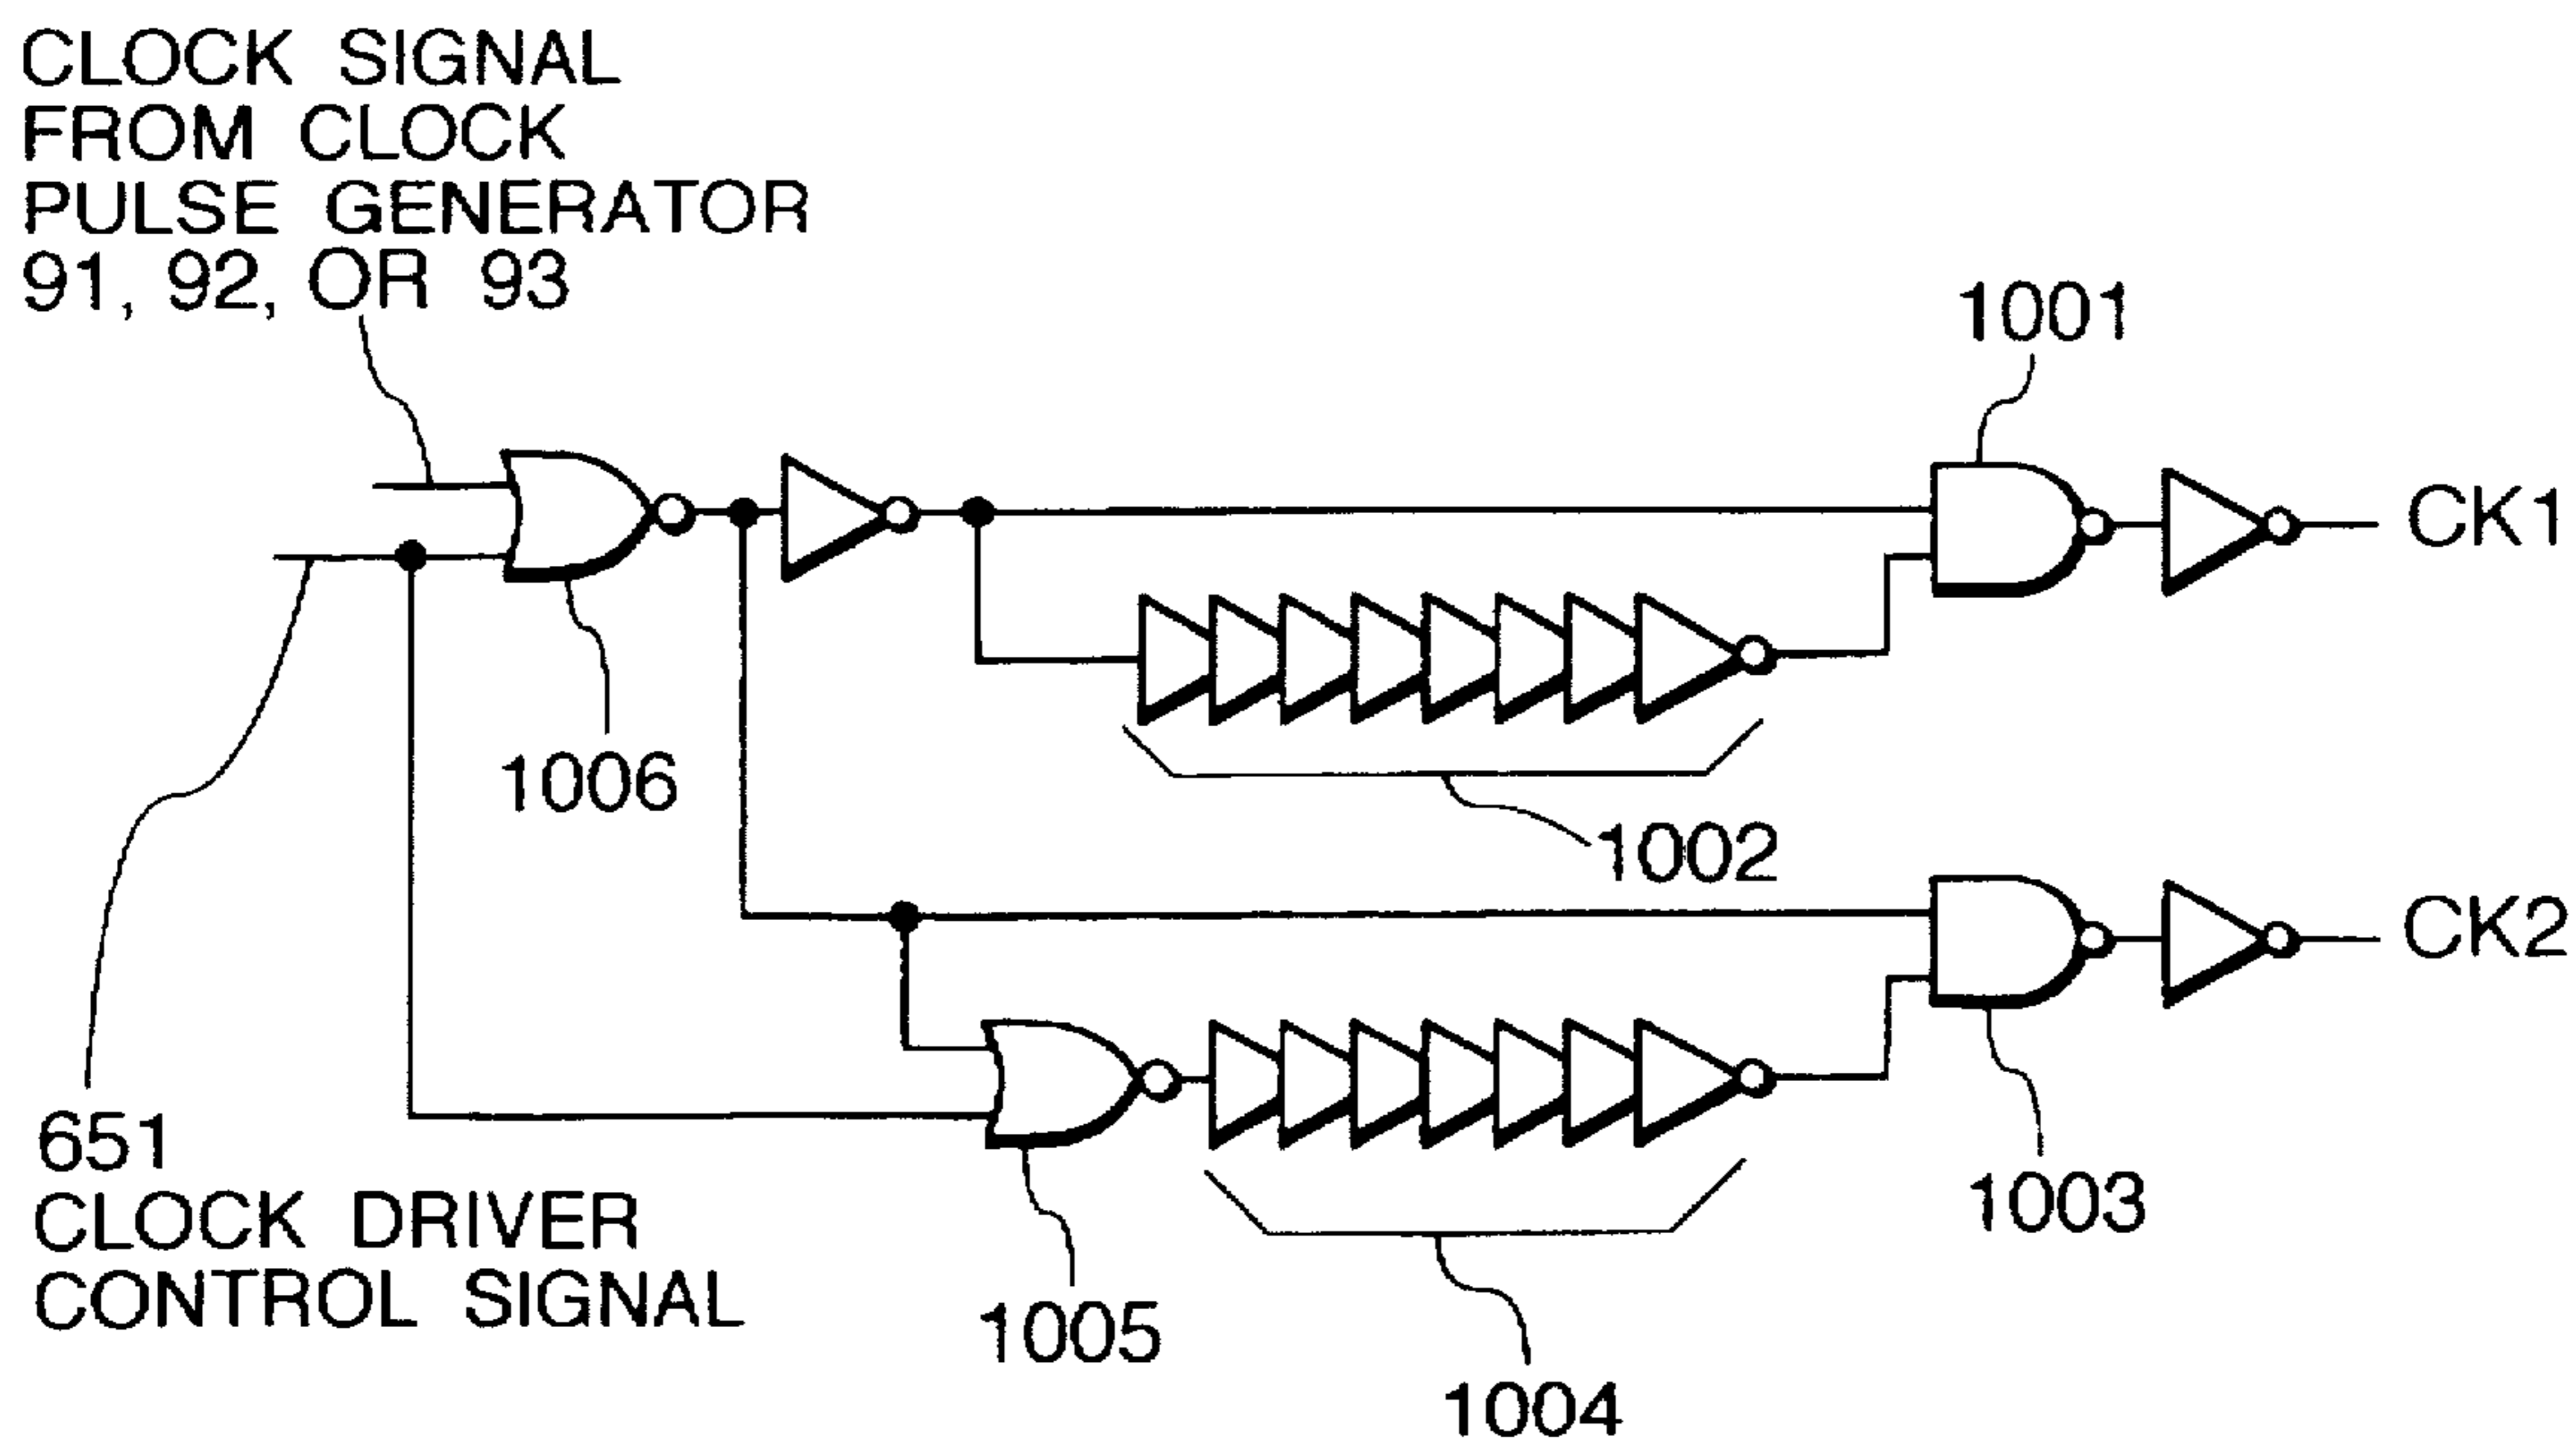 CLOCK SIGNAL
FROM CLOCK
PULSE GENERATOR
91, 92, OR 93
1001
CK1
1006
1002
CK2
1003
651
CLOCK DRIVER
CONTROL SIGNAL
1005
1004